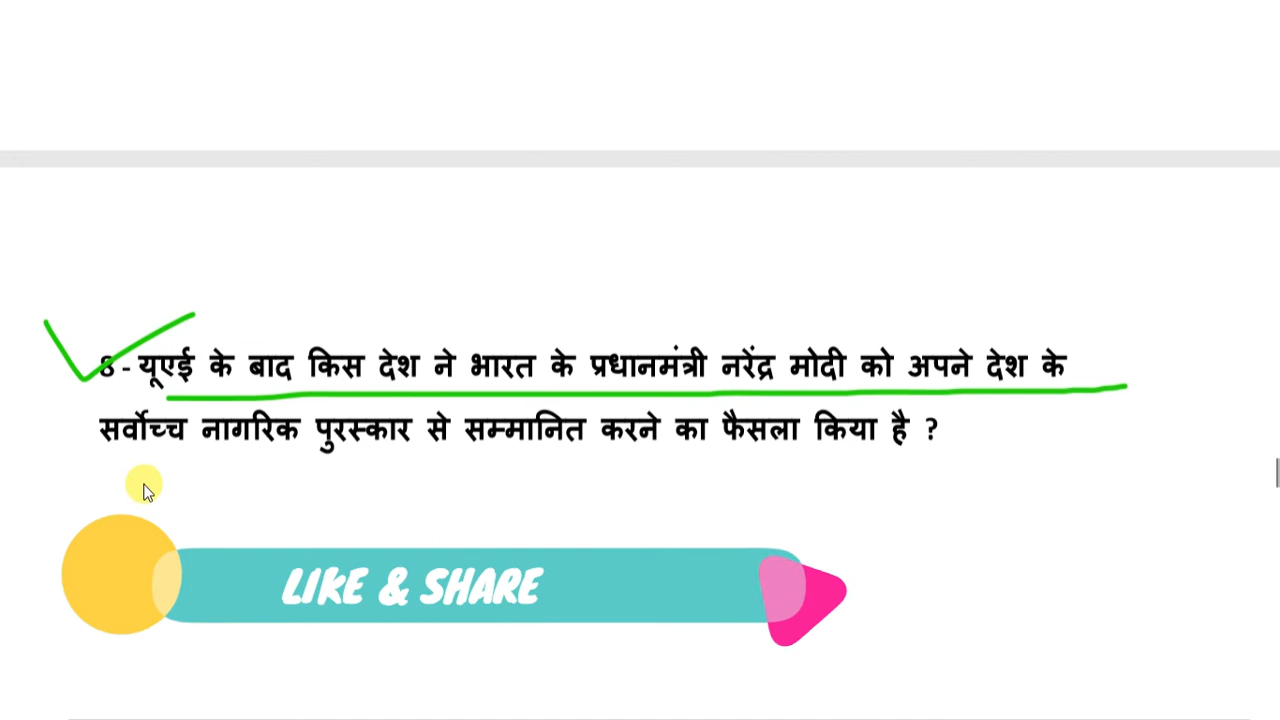 8-यूएई के बाद किस देश ने भारत के प्रधानमंत्री नरेंद्र मोदी को अपने देश के
सर्वोच्च नागरिक पुरस्कार से सम्मानित करने का फैसला किया है ?
LIKE & SHARE